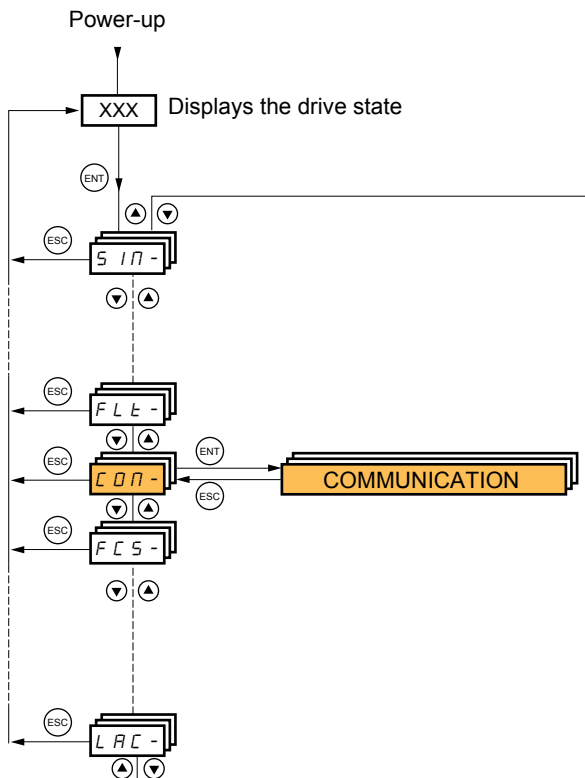 Power-up
XXX Displays the drive state
ENT
ESC
SIM-
ESC
FLt-
ESC
ENT
COM-
COMMUNICATION
ESC
ESC
FCS-
ESC
LAC-